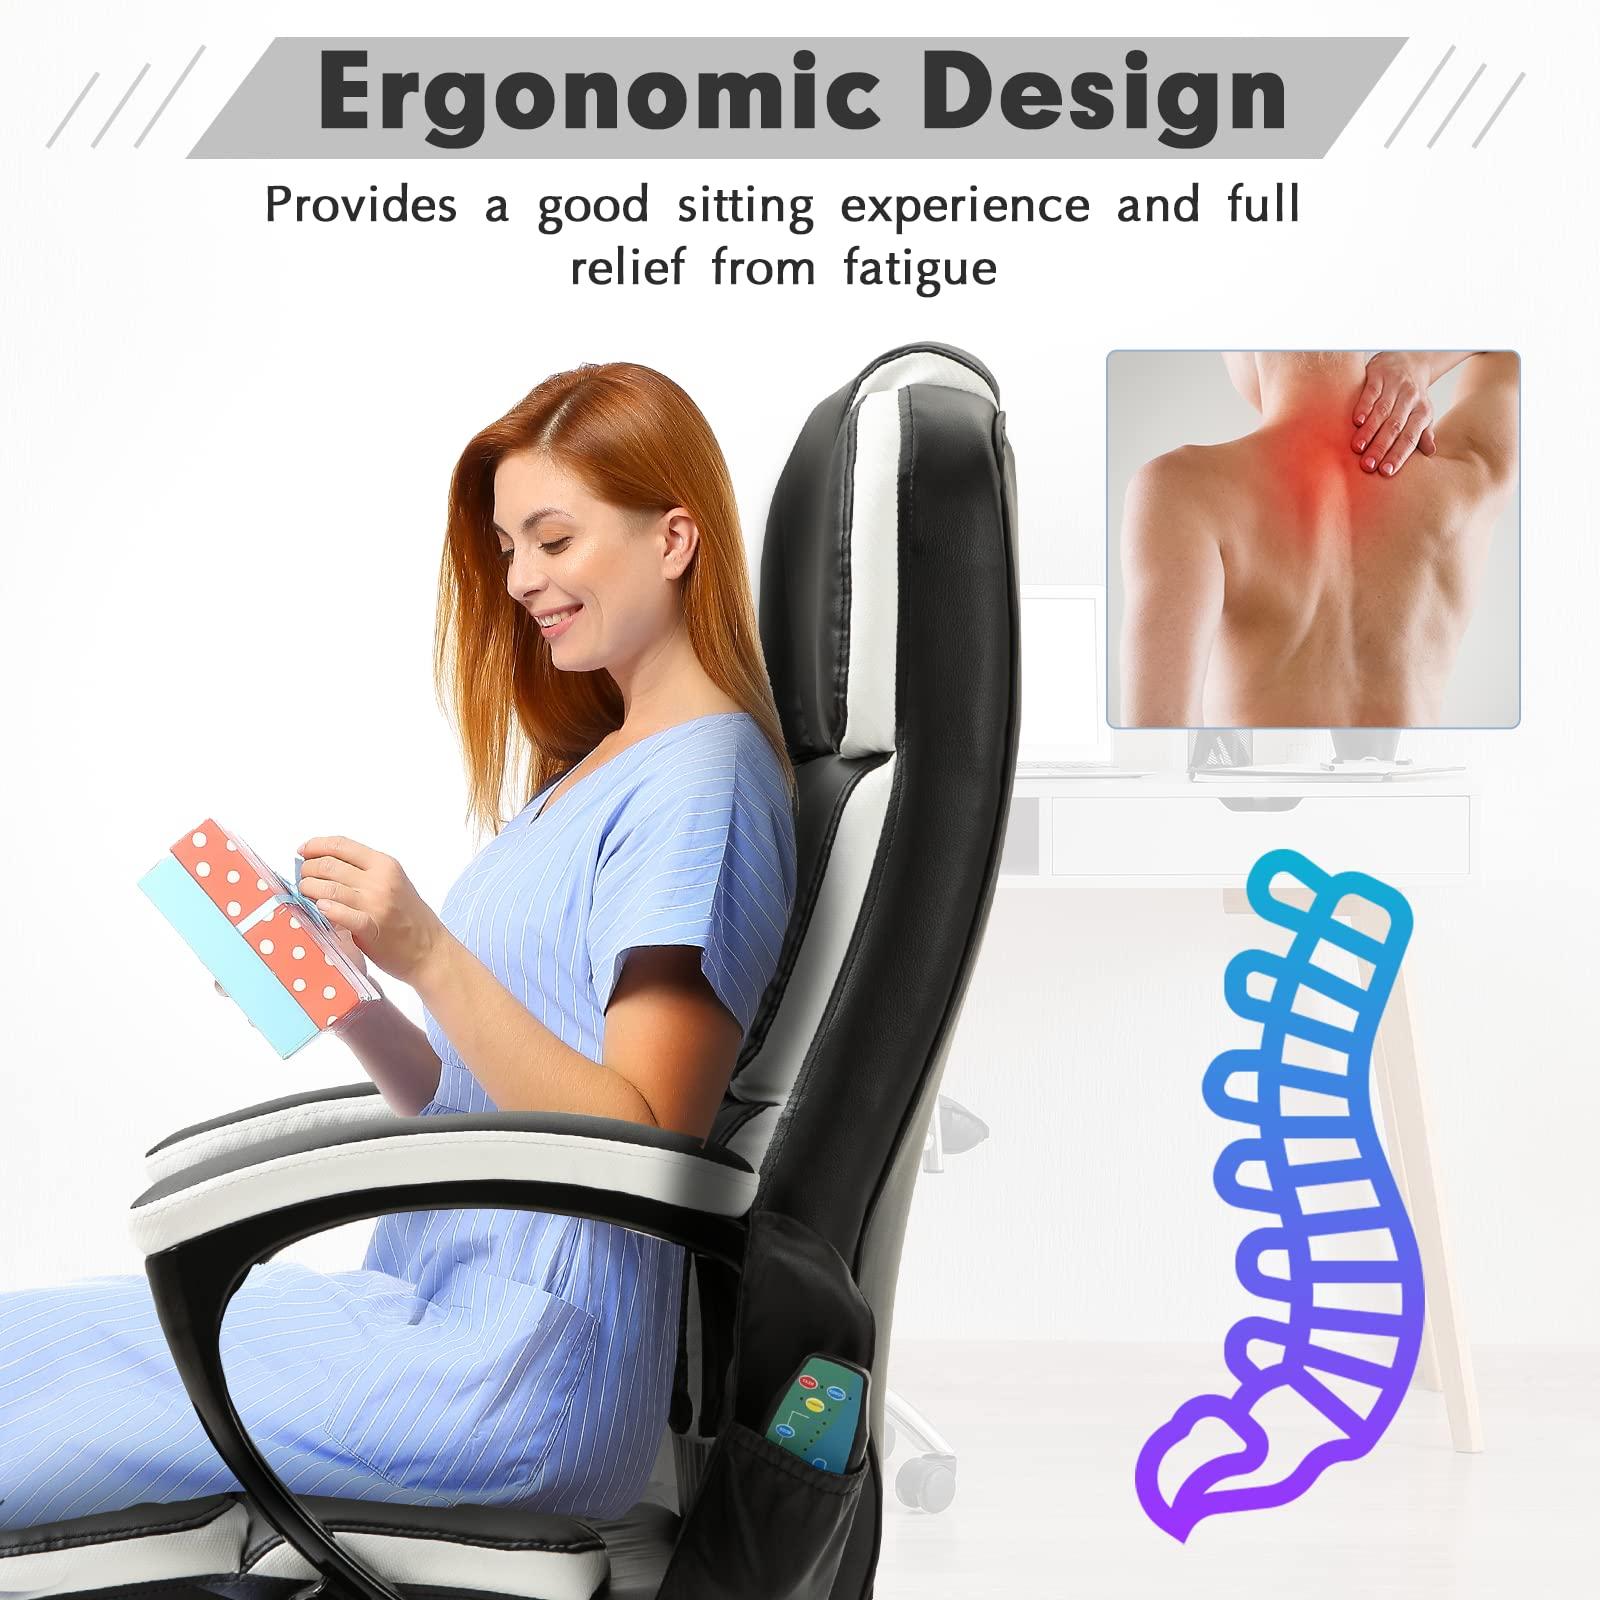 Ergonomic Design
Provides a good sitting experience and full
relief from fatigue